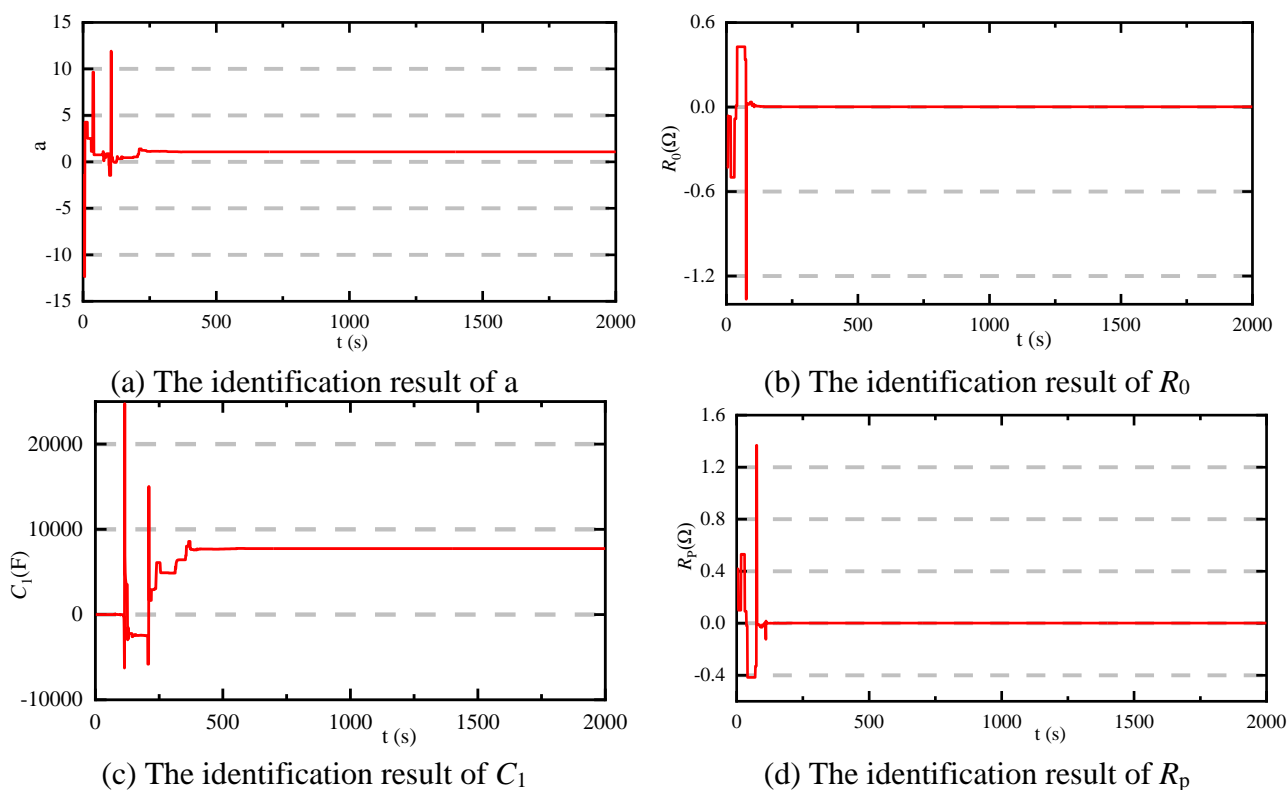 15
10
5
0
-5
-10
-15
a
0 500 1000 1500 2000
t (s)
(a) The identification result of a
0.6
0.0
-0.6
-1.2
R0(Ω)
0 500 1000 1500 2000
t (s)
(b) The identification result of R0
20000
10000
0
-10000
C1(F)
0 500 1000 1500 2000
t (s)
(c) The identification result of C1
1.6
1.2
0.8
0.4
0.0
-0.4
RP(Ω)
0 500 1000 1500 2000
t (s)
(d) The identification result of Rp